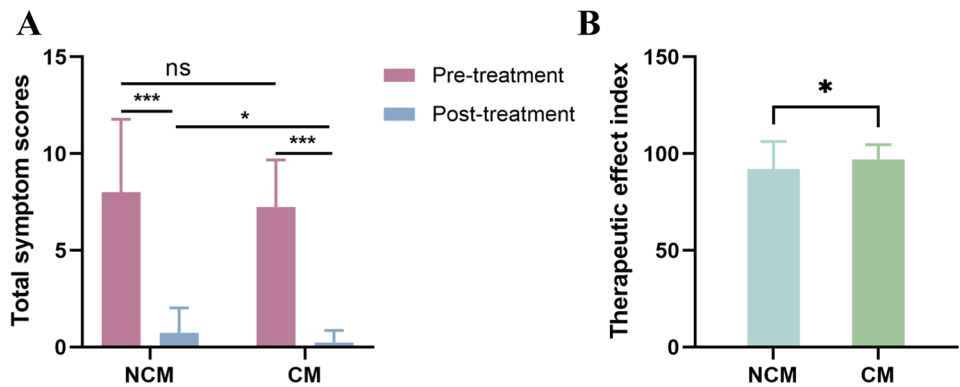 A
Total symptom scores
15
10
5
0
ns
***
*
***
NCM
CM
Pre-treatment
Post-treatment
B
Therapeutic effect index
150
100
50
0
*
NCM
CM